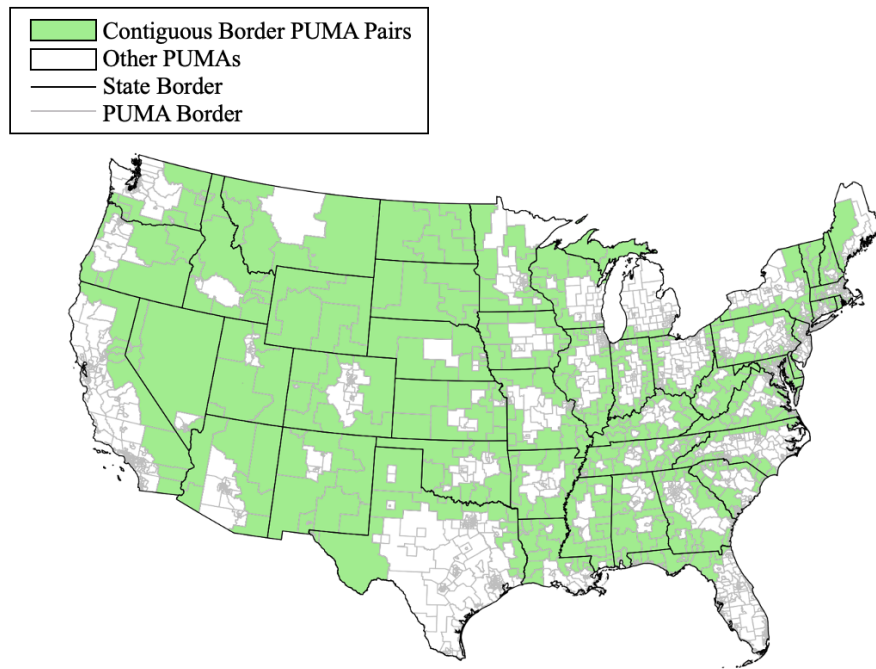 Contiguous Border PUMA Pairs
Other PUMAs
State Border
PUMA Border